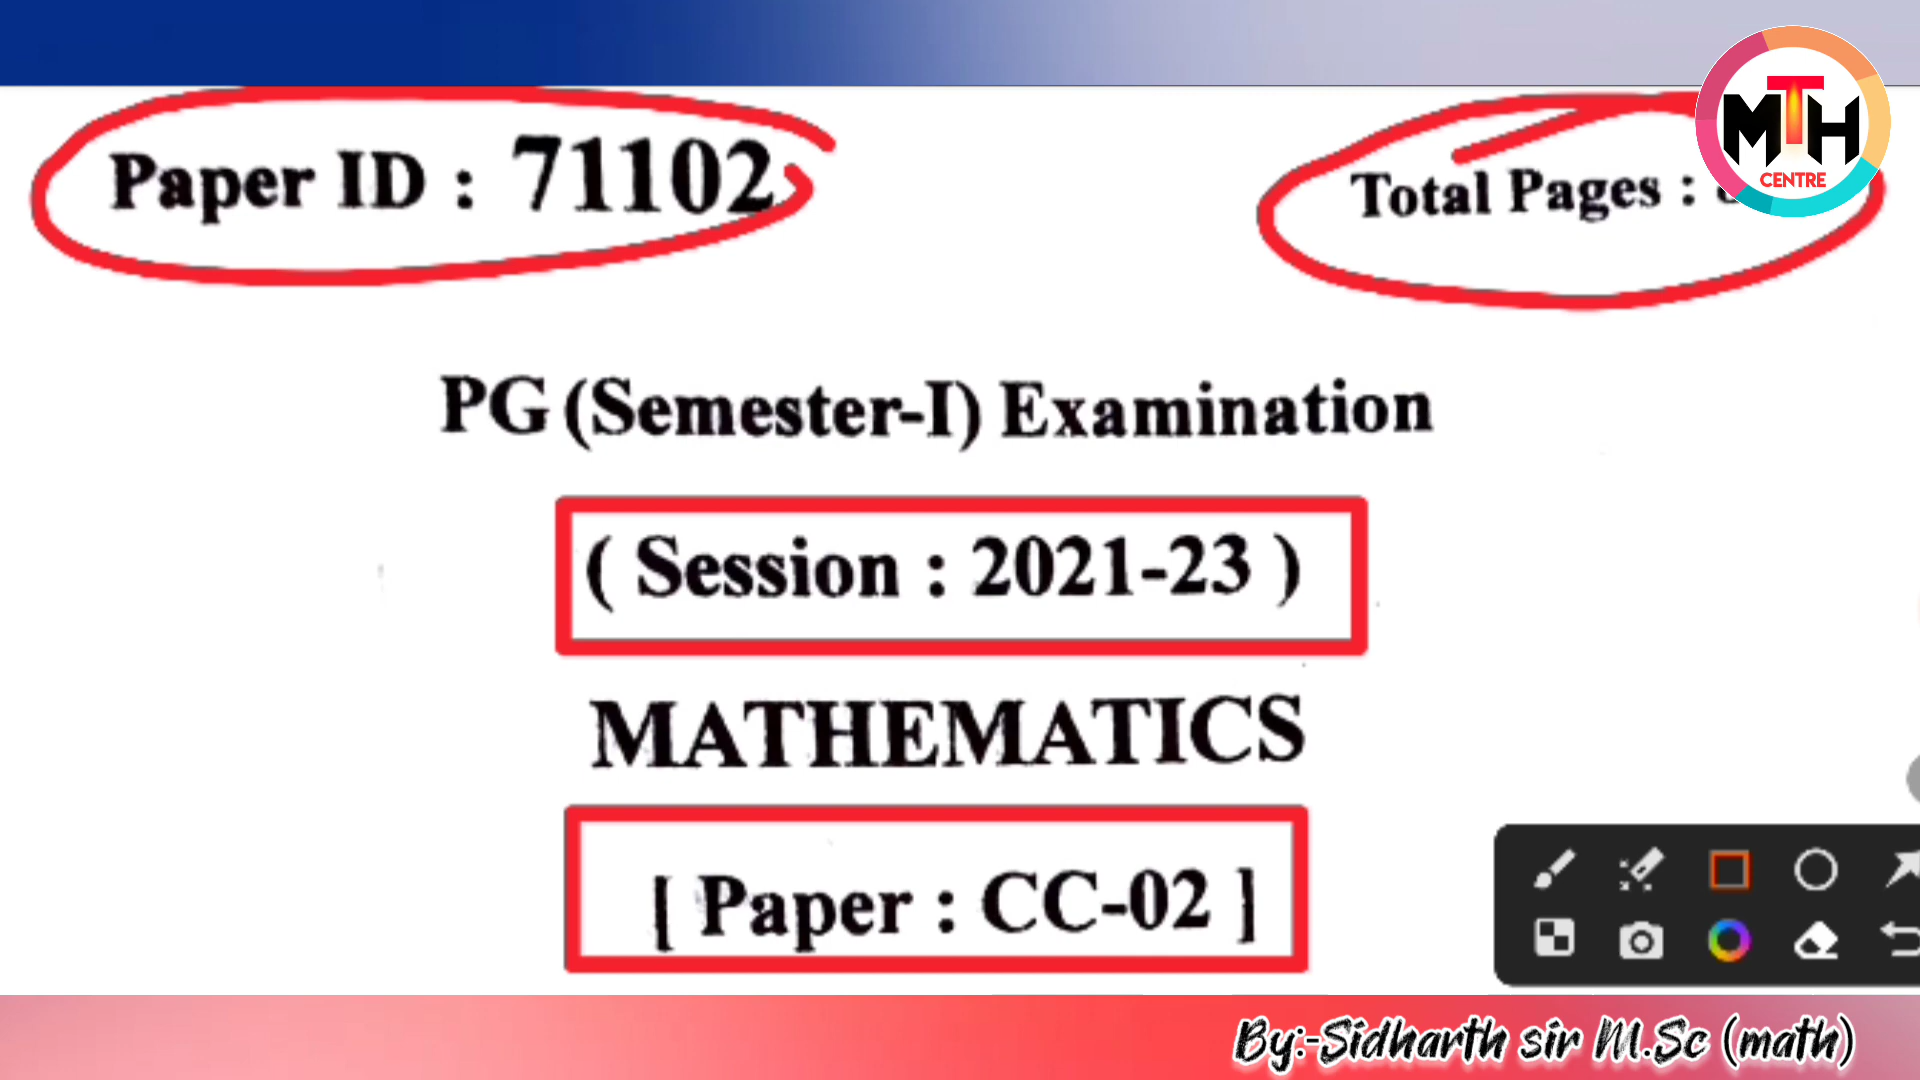 Paper ID : 71102
Total Pages :
MTH
CENTRE
PG (Semester-I) Examination
( Session : 2021-23 )
MATHEMATICS
[ Paper : CC-02 ]
By:-Sidharth sir M.Sc (math)